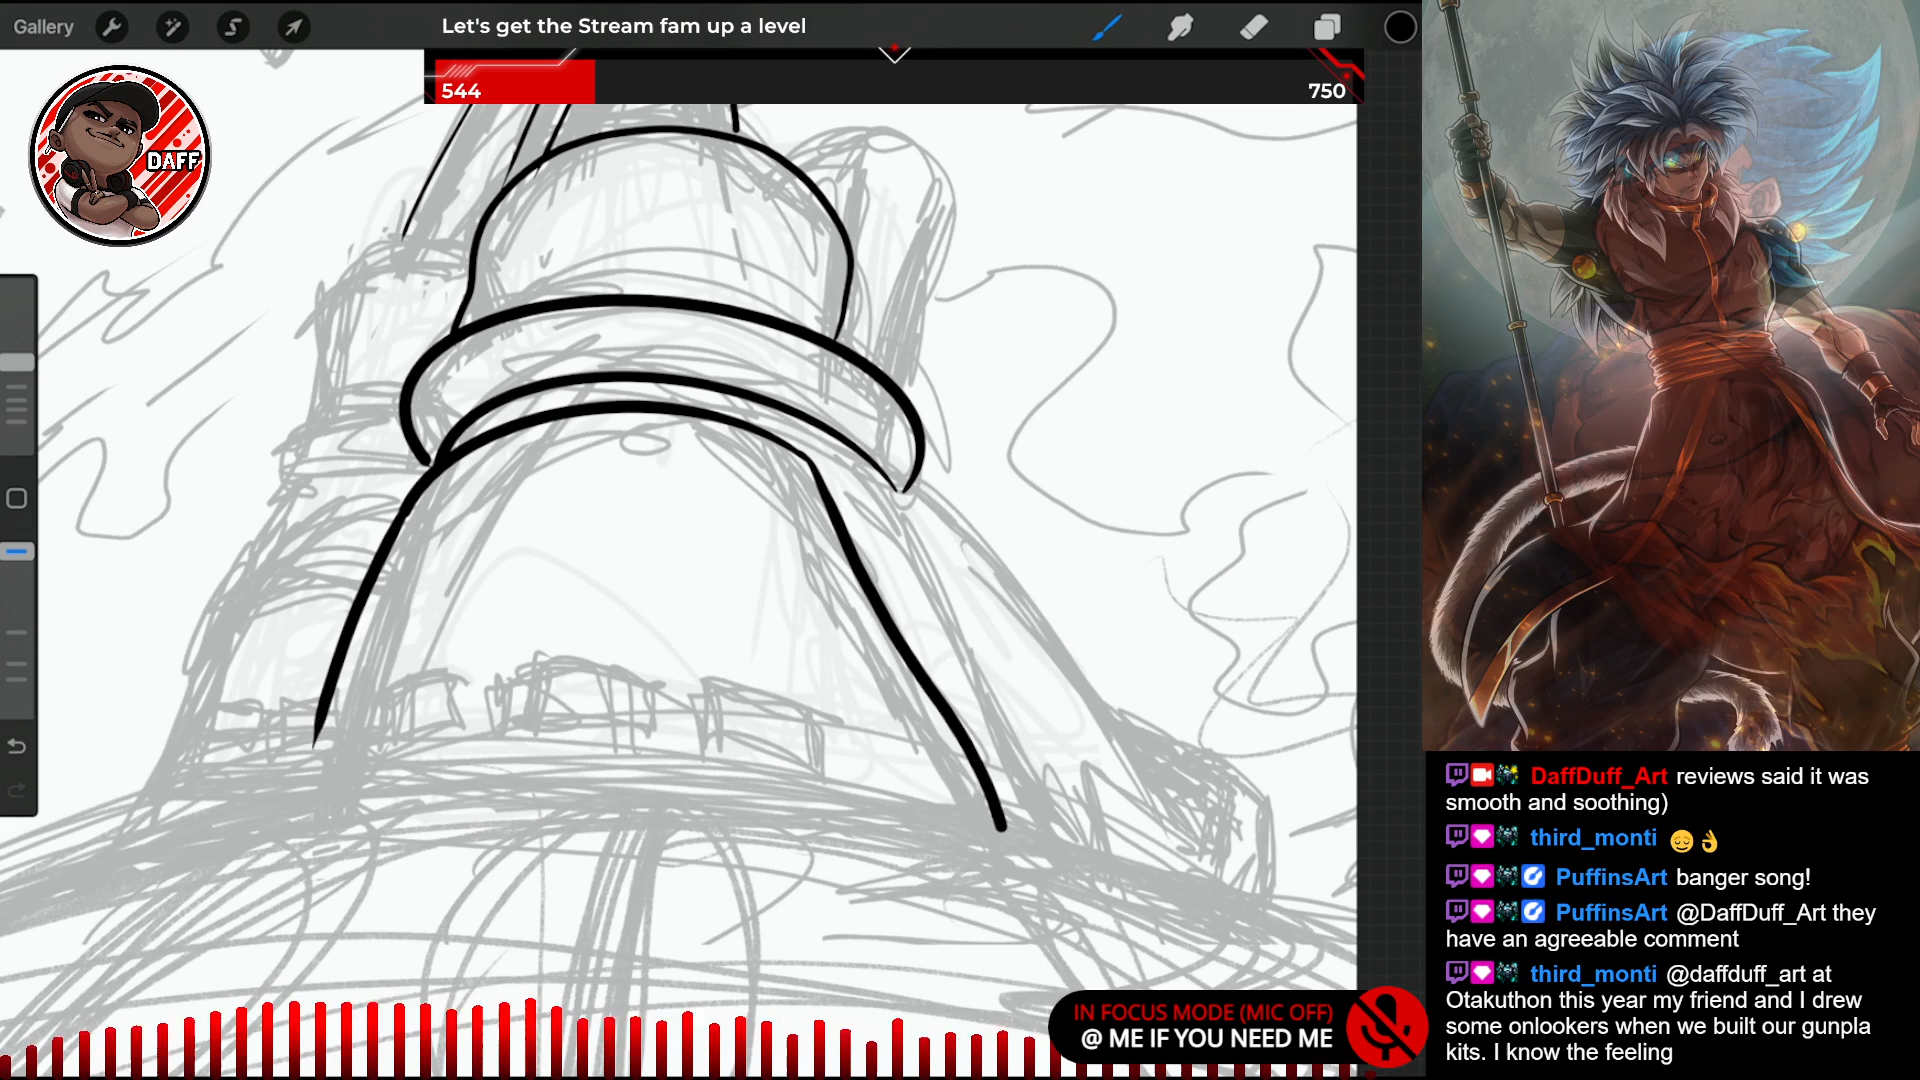 Gallery
Let's get the Stream fam up a level
544
750
DAFF
DaffDuff_Art reviews said it was
smooth and soothing)
third_monti 😌👌
PuffinsArt banger song!
PuffinsArt @DaffDuff_Art they
have an agreeable comment
third_monti @daffduff_art at
Otakuthon this year my friend and I drew
some onlookers when we built our gunpla
kits. I know the feeling
IN FOCUS MODE (MIC OFF)
@ ME IF YOU NEED ME